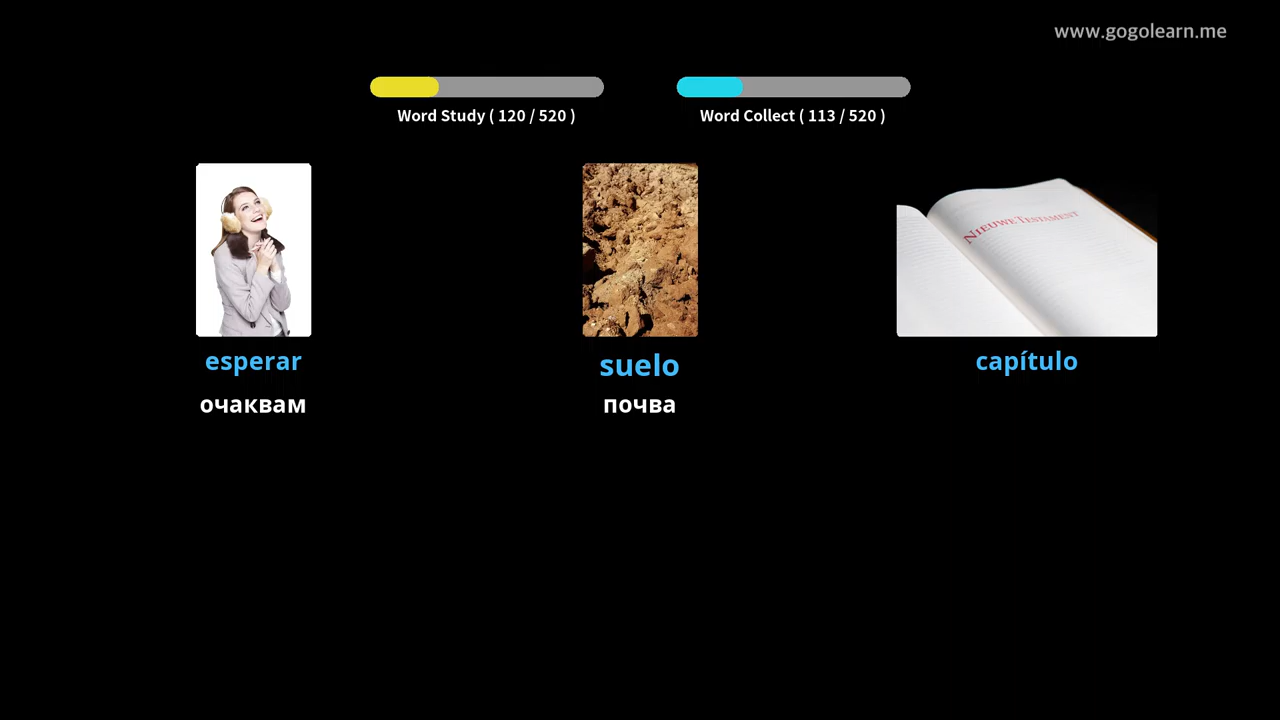 www.gogolearn.me
Word Study ( 120 / 520 )
Word Collect ( 113 / 520 )
NIEUWE TESTAMENT
esperar
suelo
capítulo
очаквам
почва